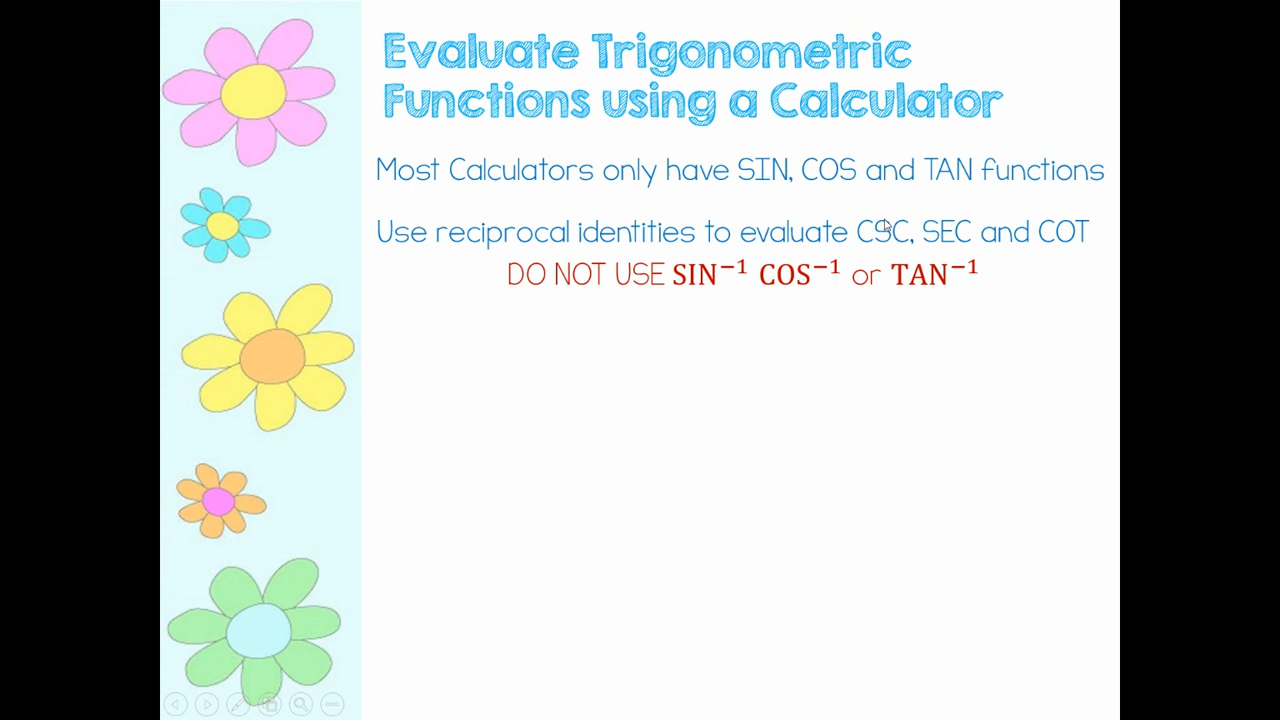 Evaluate Trigonometric
Functions using a Calculator
Most Calculators only have SIN, COS and TAN functions
Use reciprocal identities to evaluate CSC, SEC and COT
DO NOT USE SIN⁻¹ COS⁻¹ or TAN⁻¹